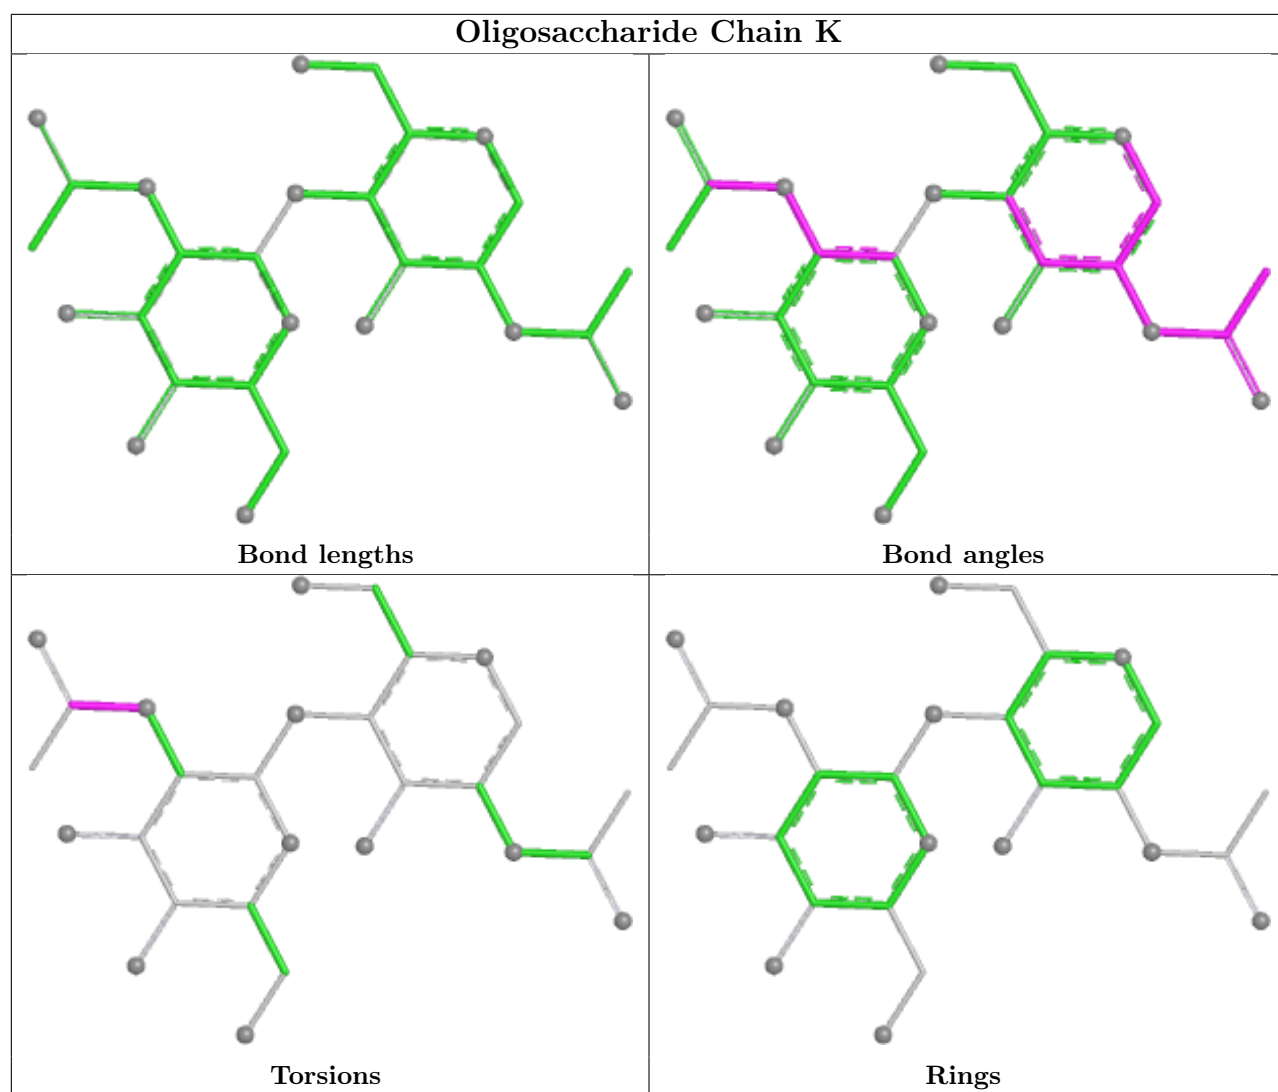 Oligosaccharide Chain K
Bond lengths
Bond angles
Torsions
Rings